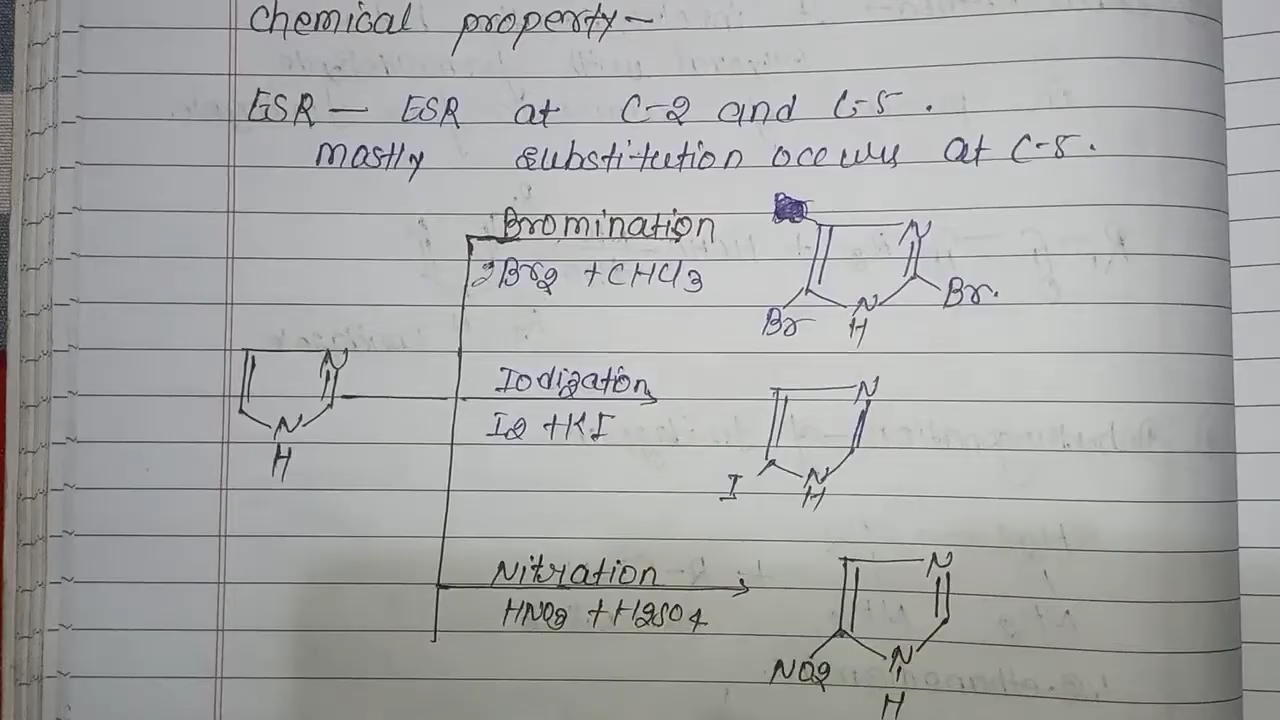 Chemical property-
ESR - ESR at C-2 and C-5.
mastly substitution occurs at C-5.
Bromination
2Br2 + CHCl3
N
Br
N
H
Br.
N
N
H
Iodization
I2 + KI
N
I
N
H
Nitration
HNO3 + H2SO4
N
NO2
N
H